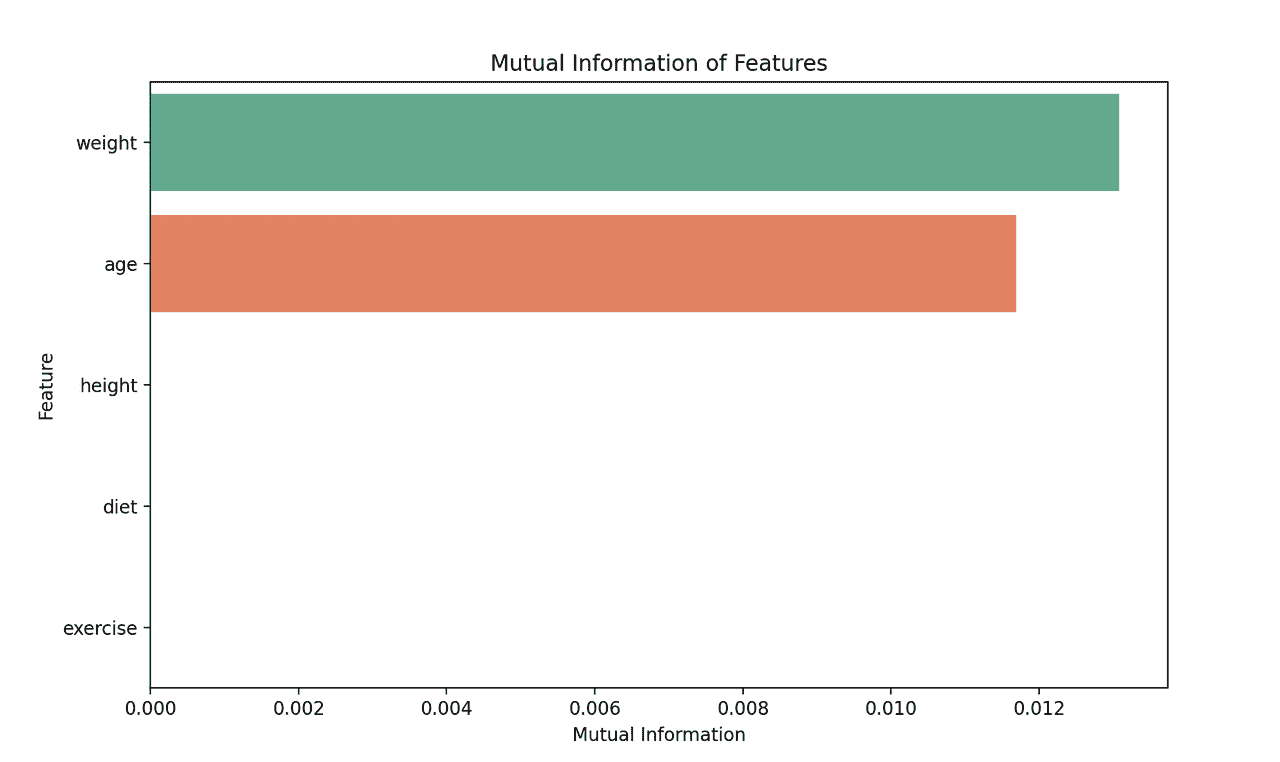 Mutual Information of Features
weight
age
height
diet
exercise
Feature
0.000 0.002 0.004 0.006 0.008 0.010 0.012
Mutual Information